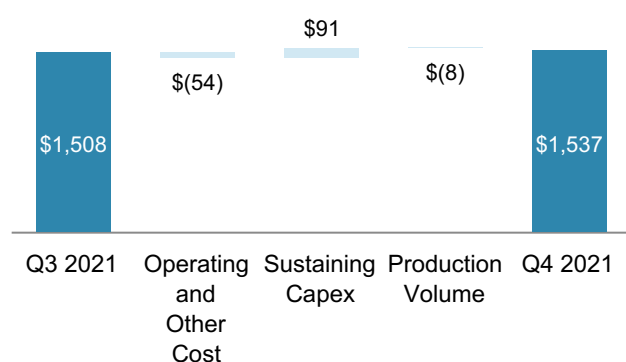 $91
$(54)
$(8)
$1,508
$1,537
Q3 2021
Operating
and
Other
Cost
Sustaining
Capex
Production
Volume
Q4 2021